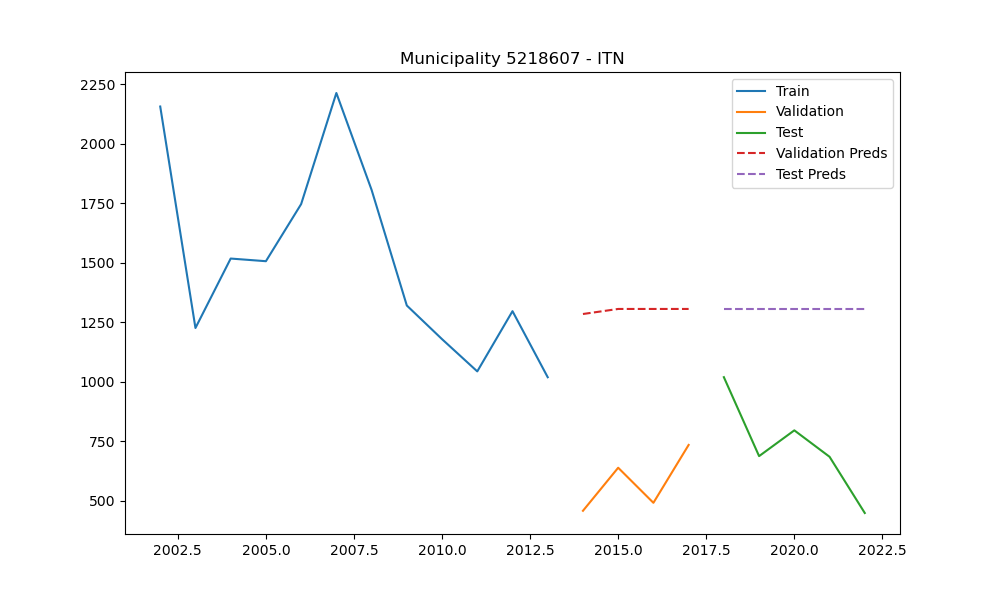 Municipality 5218607 - ITN
2250
2000
1750
1500
1250
1000
750
500
Train
Validation
Test
Validation Preds
Test Preds
2002.5 2005.0 2007.5 2010.0 2012.5 2015.0 2017.5 2020.0 2022.5